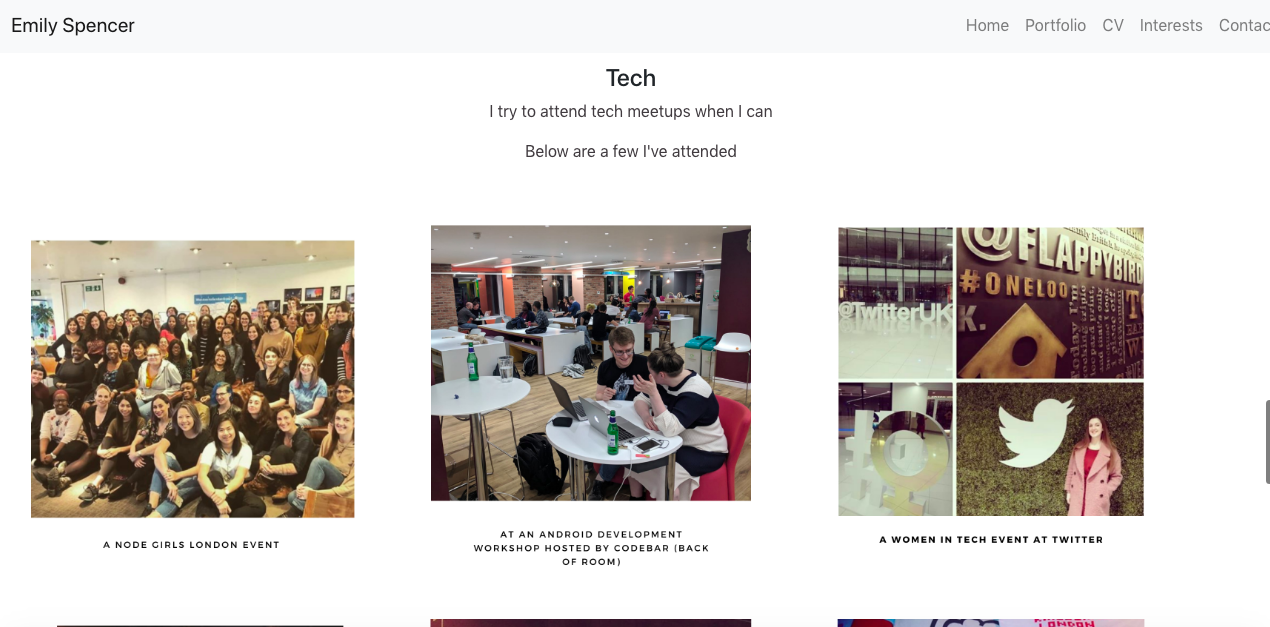 Emily Spencer
Home Portfolio CV Interests Contac
Tech
I try to attend tech meetups when I can
Below are a few I've attended
@TwitterUK
@FLAPPYBIRD
#ONELOO
K.
A NODE GIRLS LONDON EVENT
AT AN ANDROID DEVELOPMENT
WORKSHOP HOSTED BY CODEBAR (BACK
OF ROOM)
A WOMEN IN TECH EVENT AT TWITTER
LONDON